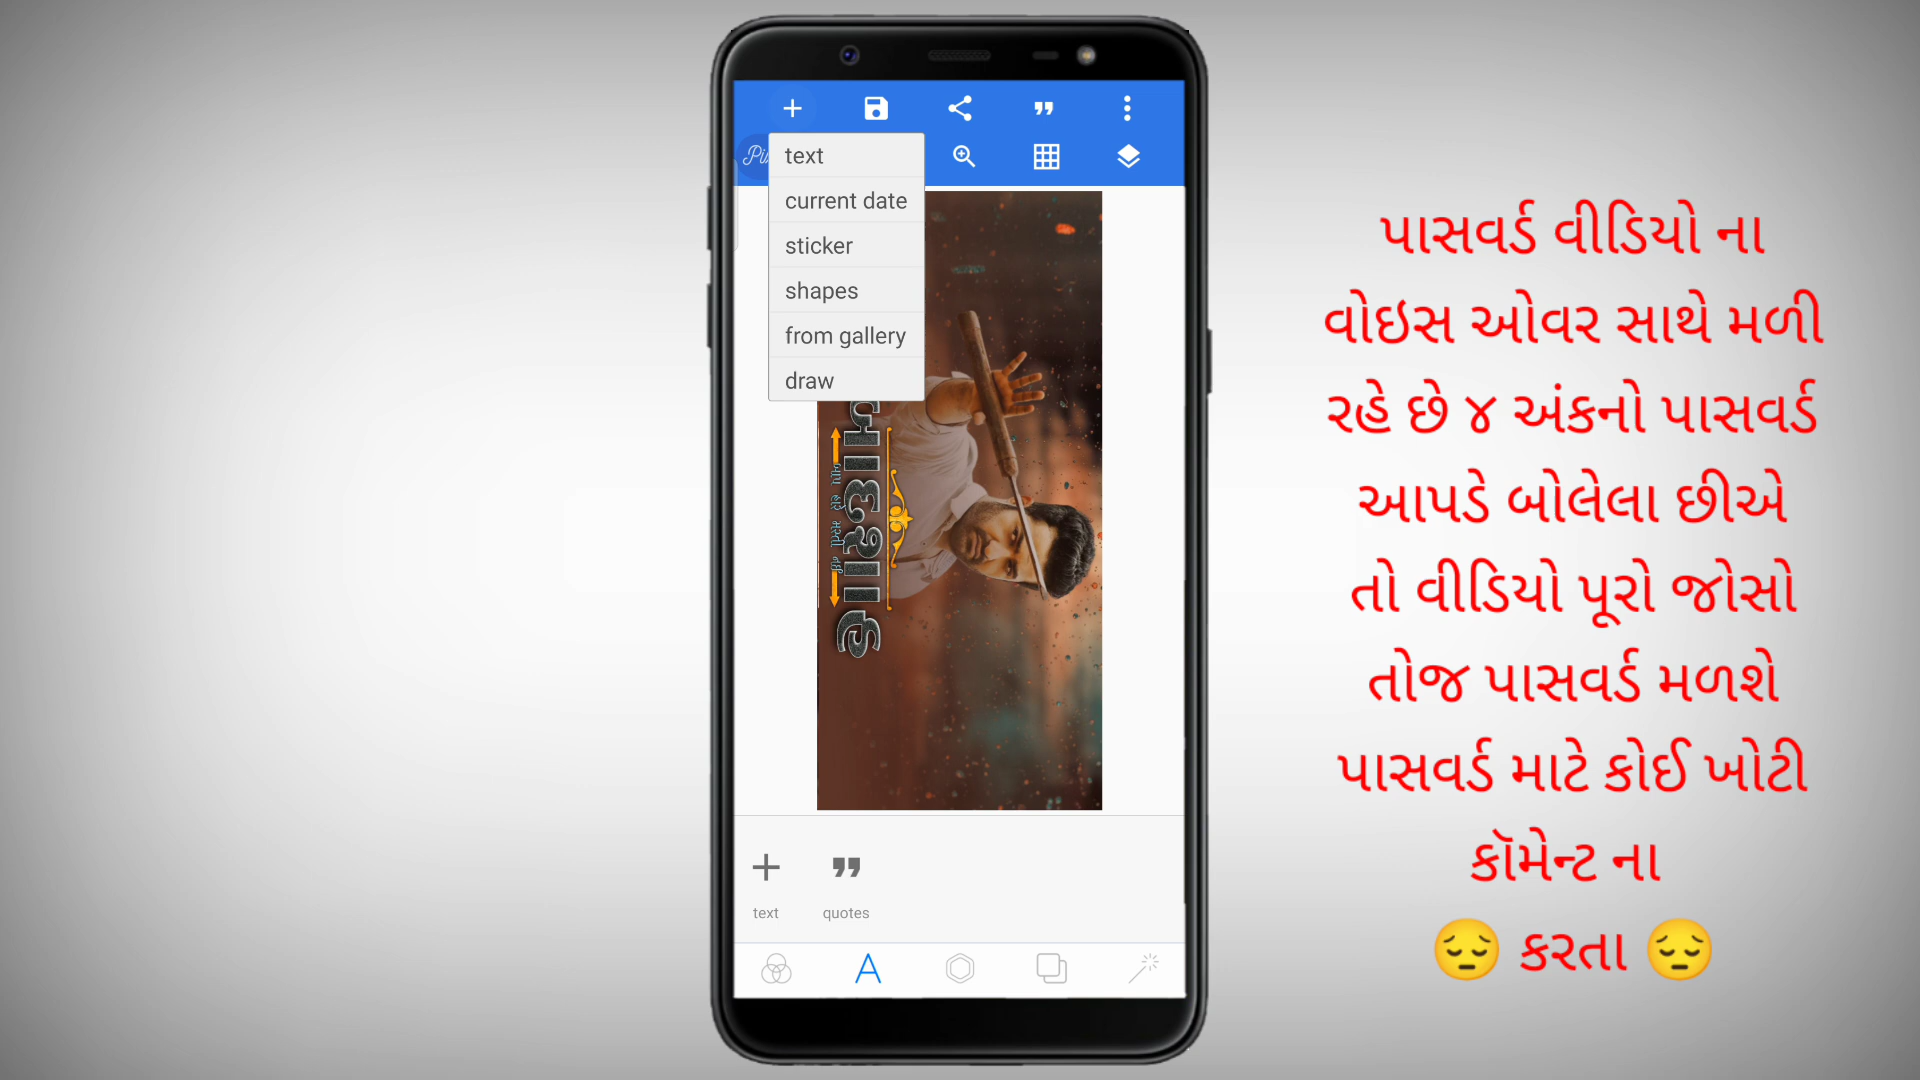 text
current date
sticker
shapes
from gallery
draw
text
quotes
પાસવર્ડ વીડિયો ના
વોઇસ ઓવર સાથે મળી
રહે છે ૪ અંકનો પાસવર્ડ
આપડે બોલેલા છીએ
તો વીડિયો પૂરો જોસો
તોજ પાસવર્ડ મળશે
પાસવર્ડ માટે કોઈ ખોટી
કૉમેન્ટ ના
😔 કરતા 😔